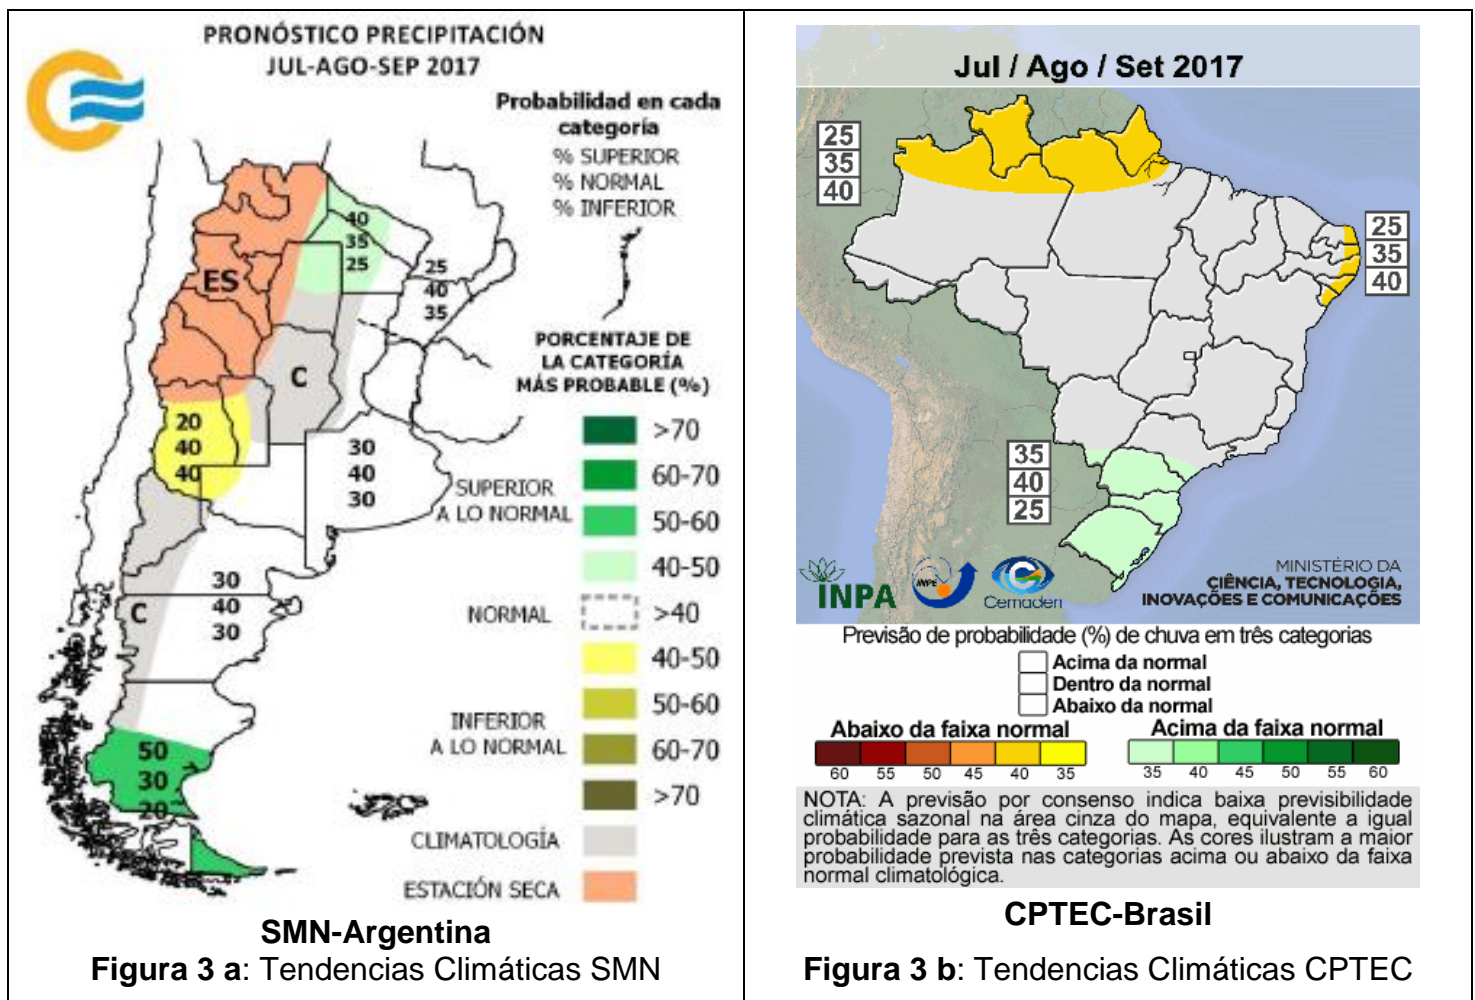 PRONÓSTICO PRECIPITACIÓN
JUL-AGO-SEP 2017
Probabilidad en cada
categoría
% SUPERIOR
% NORMAL
% INFERIOR
40
35
25
25
40
35
ES
C
20
40
40
30
40
30
30
40
30
C
50
30
20
PORCENTAJE DE
LA CATEGORÍA
MÁS PROBABLE (%)
>70
60-70
SUPERIOR
A LO NORMAL
50-60
40-50
NORMAL
>40
40-50
50-60
INFERIOR
A LO NORMAL
60-70
>70
CLIMATOLOGÍA
ESTACIÓN SECA
SMN-Argentina
Figura 3 a: Tendencias Climáticas SMN
Jul / Ago / Set 2017
25
35
40
25
35
40
35
40
25
INPA
INPE
Cemaden
MINISTÉRIO DA
CIÊNCIA, TECNOLOGIA,
INOVAÇÕES E COMUNICAÇÕES
Previsão de probabilidade (%) de chuva em três categorias
Acima da normal
Dentro da normal
Abaixo da normal
Abaixo da faixa normal
60 55 50 45 40 35
Acima da faixa normal
35 40 45 50 55 60
NOTA: A previsão por consenso indica baixa previsibilidade
climática sazonal na área cinza do mapa, equivalente a igual
probabilidade para as três categorias. As cores ilustram a maior
probabilidade prevista nas categorias acima ou abaixo da faixa
normal climatológica.
CPTEC-Brasil
Figura 3 b: Tendencias Climáticas CPTEC